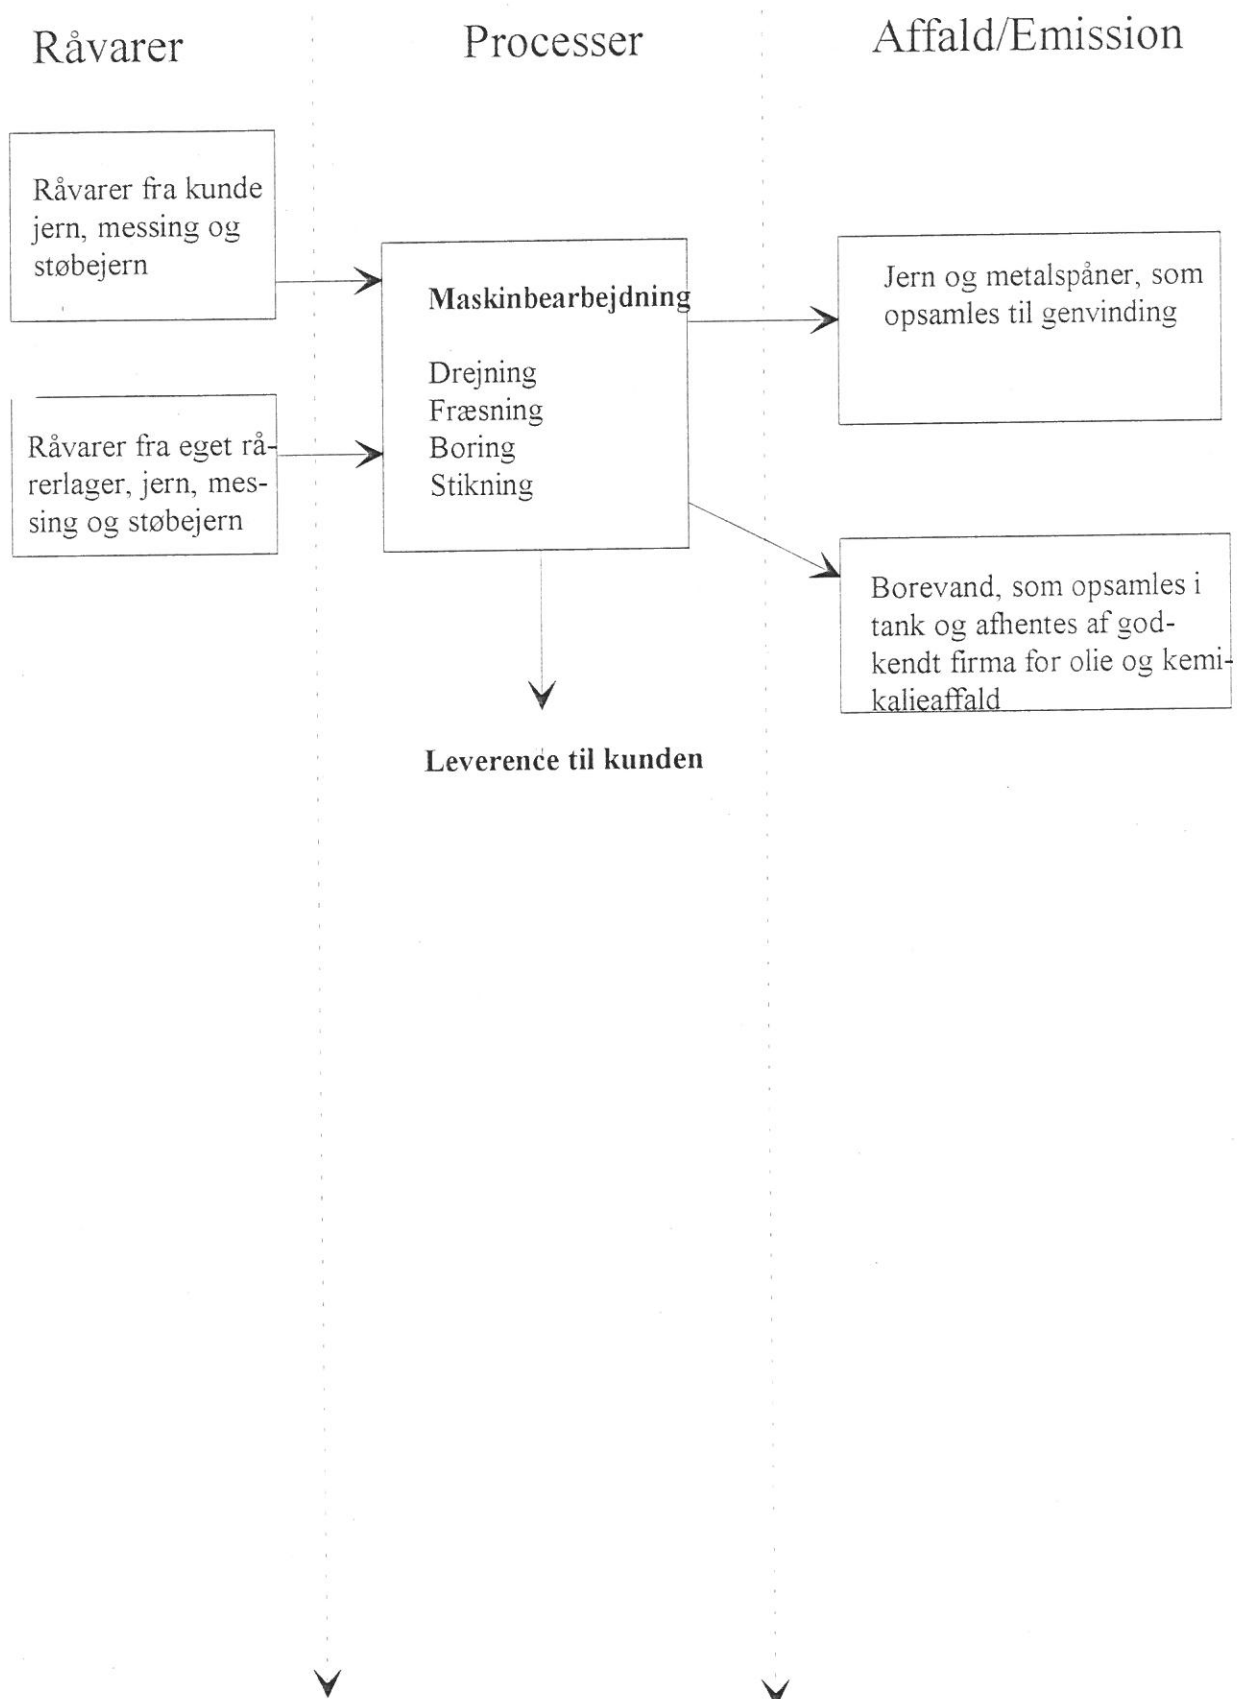 Råvarer
Processer
Affald/Emission
Råvarer fra kunde
jern, messing og
støbejern
Råvarer fra eget rå-
rerlager, jern, mes-
sing og støbejern
Maskinbearbejdning
Drejning
Fræsning
Boring
Stikning
Leverence til kunden
Jern og metalspåner, som
opsamles til genvinding
Borevand, som opsamles i
tank og afhentes af god-
kendt firma for olie og kemi-
kalieaffald